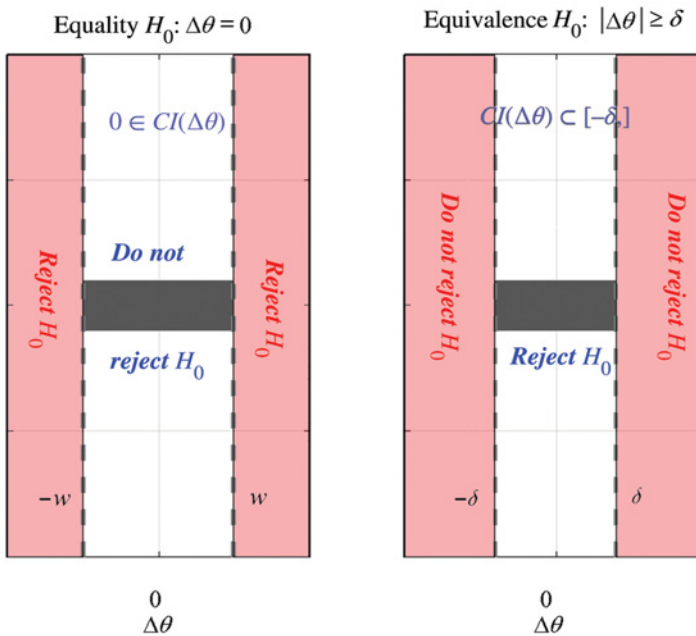 Equality H₀: Δθ = 0
0 ∈ CI(Δθ)
Reject H₀
Do not
reject H₀
Reject H₀
−w
w
0
Δθ
Equivalence H₀: |Δθ| ≥ δ
CI(Δθ) ⊂ [−δ,]
Do not reject H₀
Reject H₀
Do not reject H₀
−δ
δ
0
Δθ